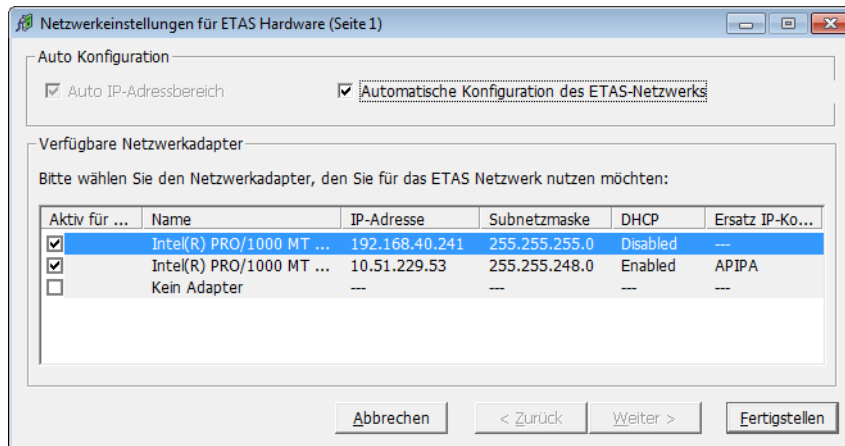 Netzwerkeinstellungen für ETAS Hardware (Seite 1)
Auto Konfiguration
Auto IP-Adressbereich Automatische Konfiguration des ETAS-Netzwerks
Verfügbare Netzwerkadapter
Bitte wählen Sie den Netzwerkadapter, den Sie für das ETAS Netzwerk nutzen möchten:
Aktiv für ... Name IP-Adresse Subnetzmaske DHCP Ersatz IP-Ko...
Intel(R) PRO/1000 MT ... 192.168.40.241 255.255.255.0 Disabled ---
Intel(R) PRO/1000 MT ... 10.51.229.53 255.255.248.0 Enabled APIPA
Kein Adapter --- --- --- ---
Abbrechen < Zurück Weiter > Fertigstellen